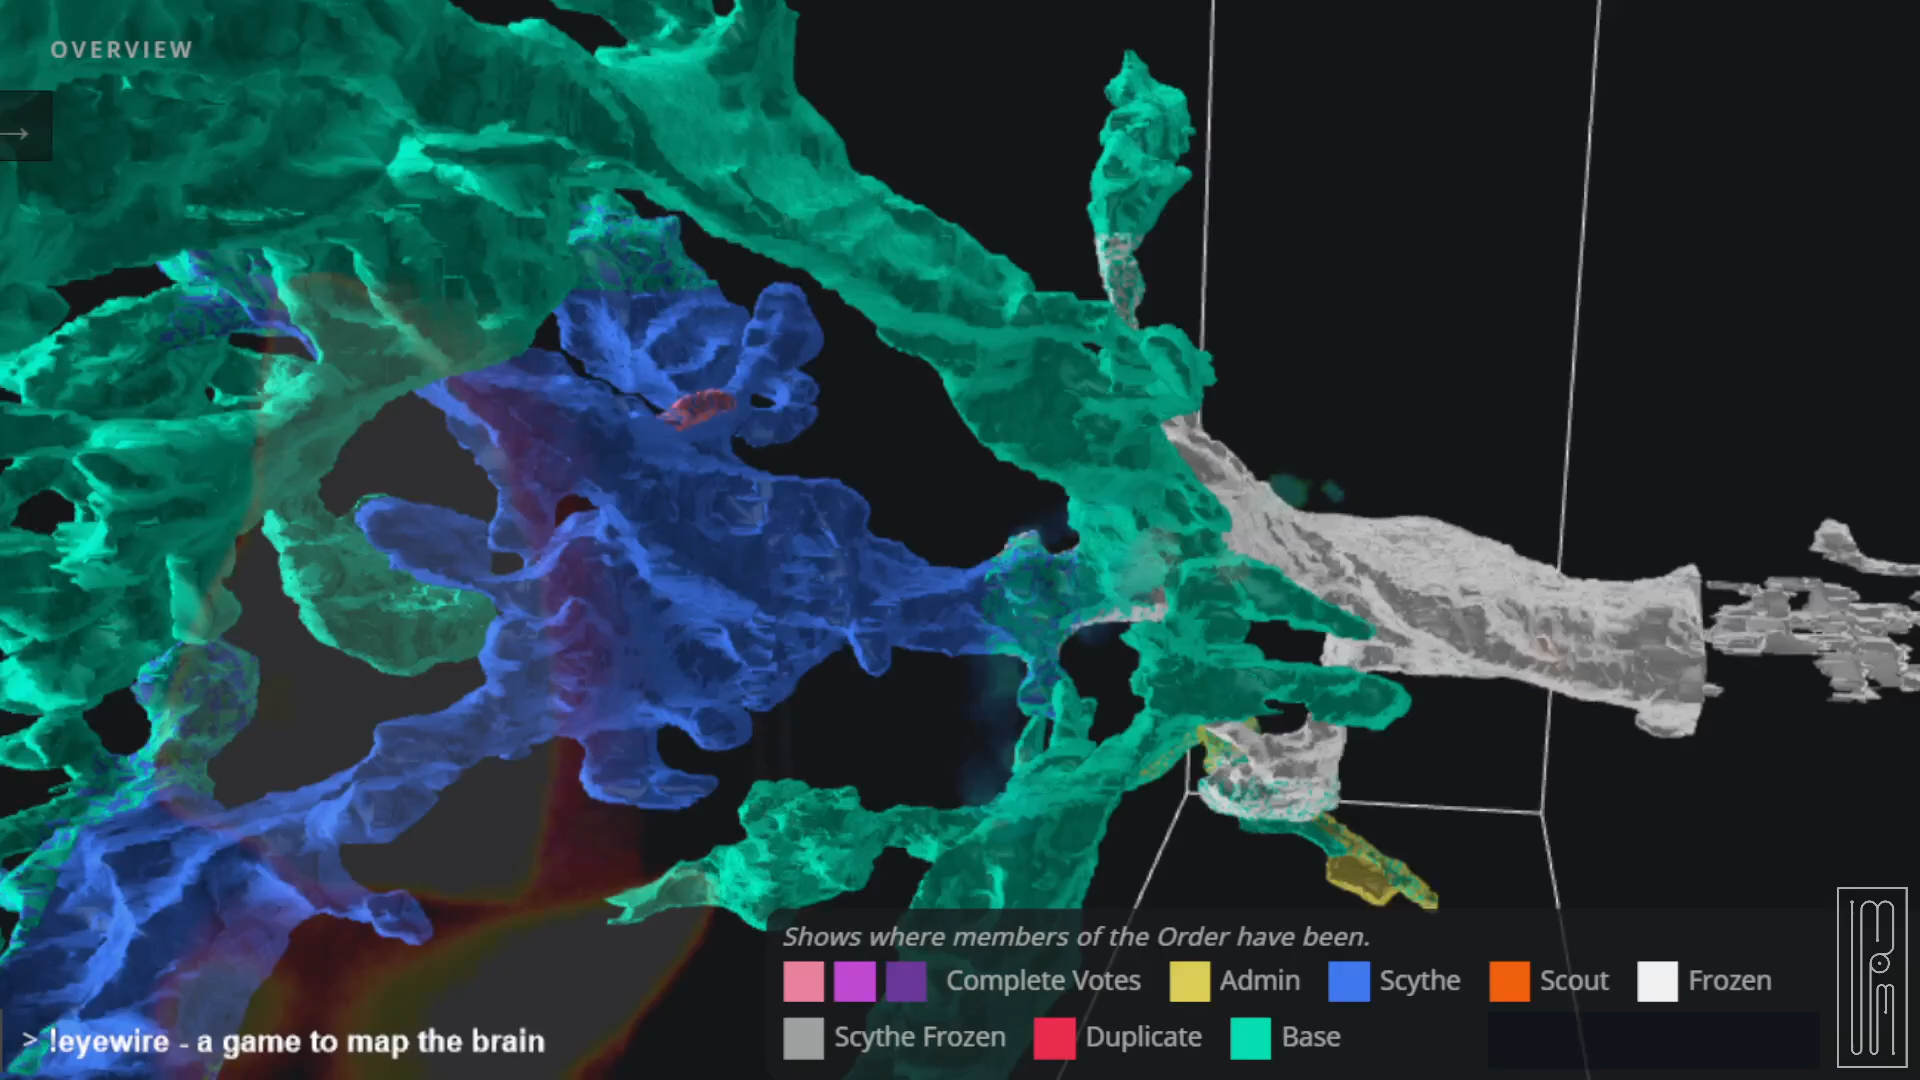 OVERVIEW
→
Shows where members of the Order have been.
Complete Votes Admin Scythe Scout Frozen
Scythe Frozen Duplicate Base
> !eyewire - a game to map the brain